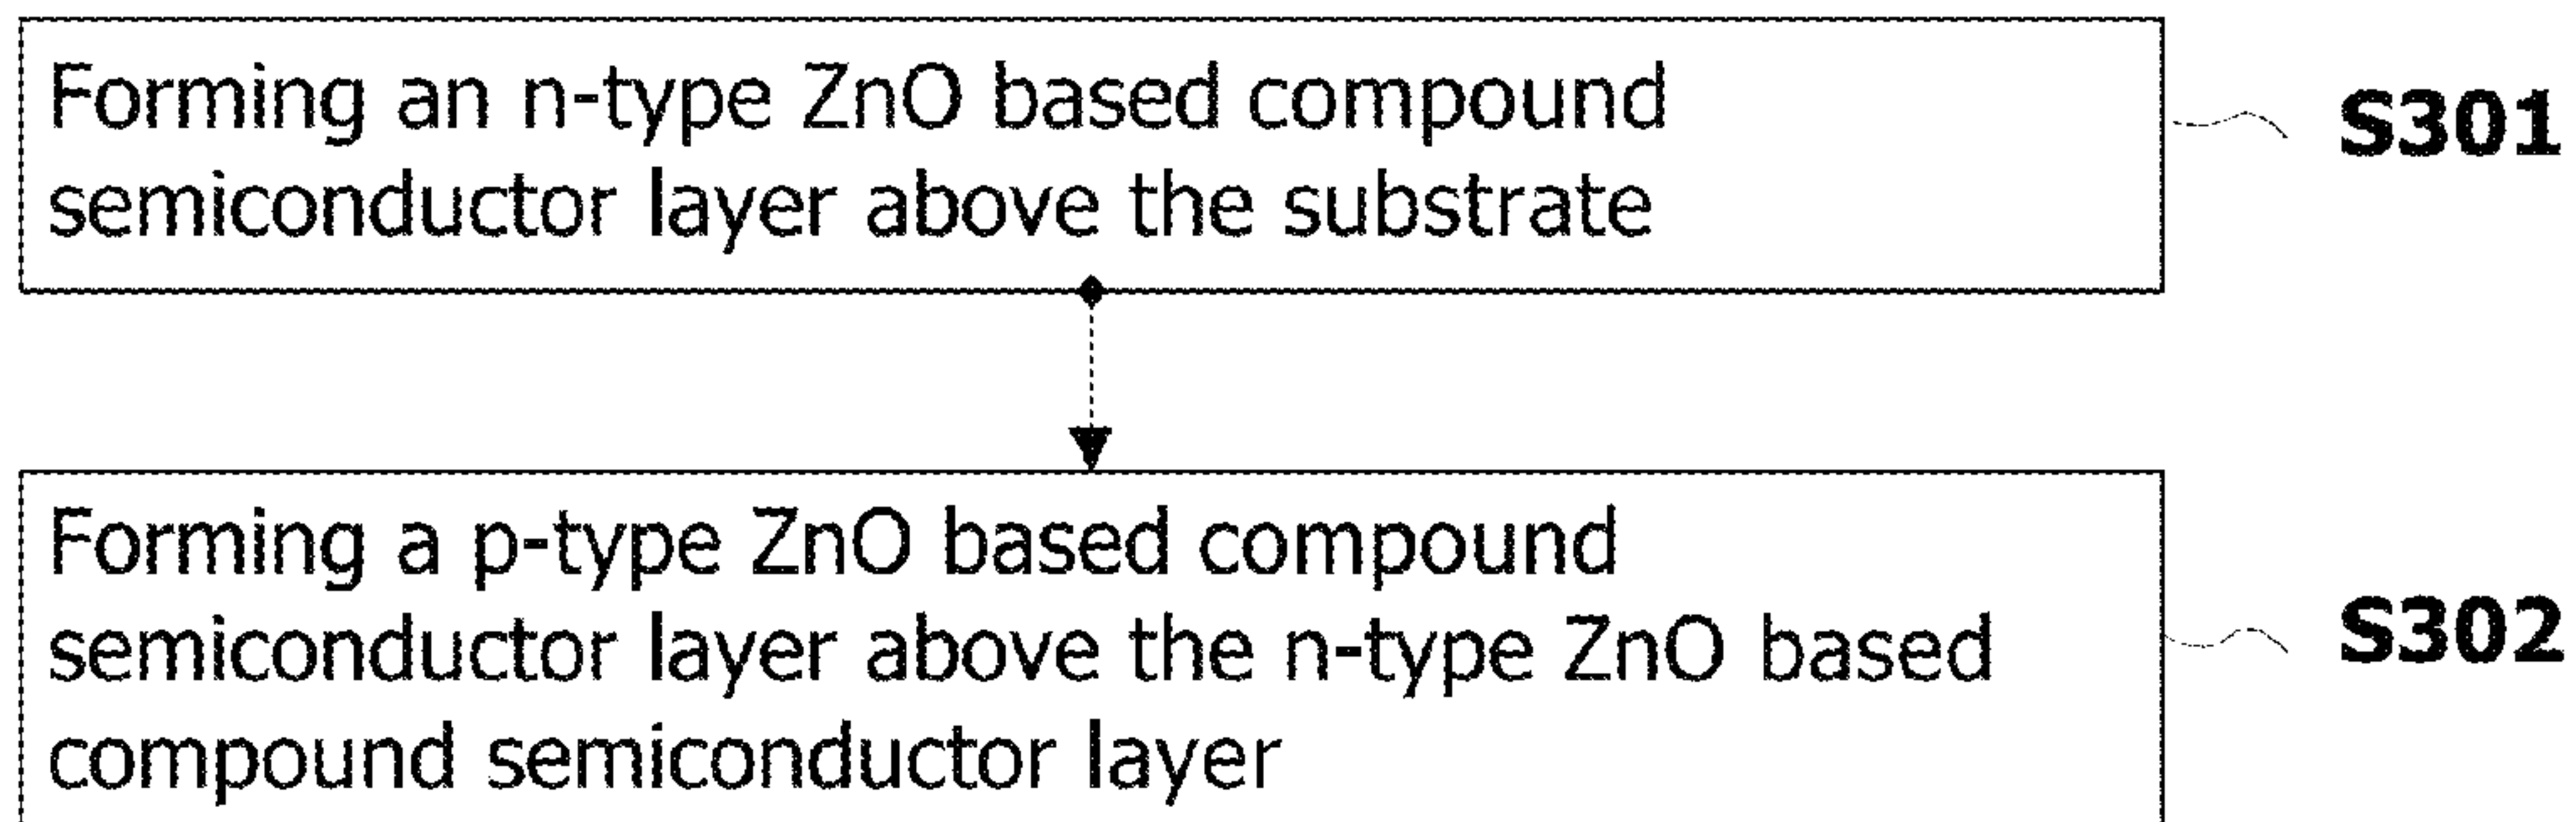 Forming an n-type ZnO based compound
semiconductor layer above the substrate
S301
Forming a p-type ZnO based compound
semiconductor layer above the n-type ZnO based
compound semiconductor layer
S302